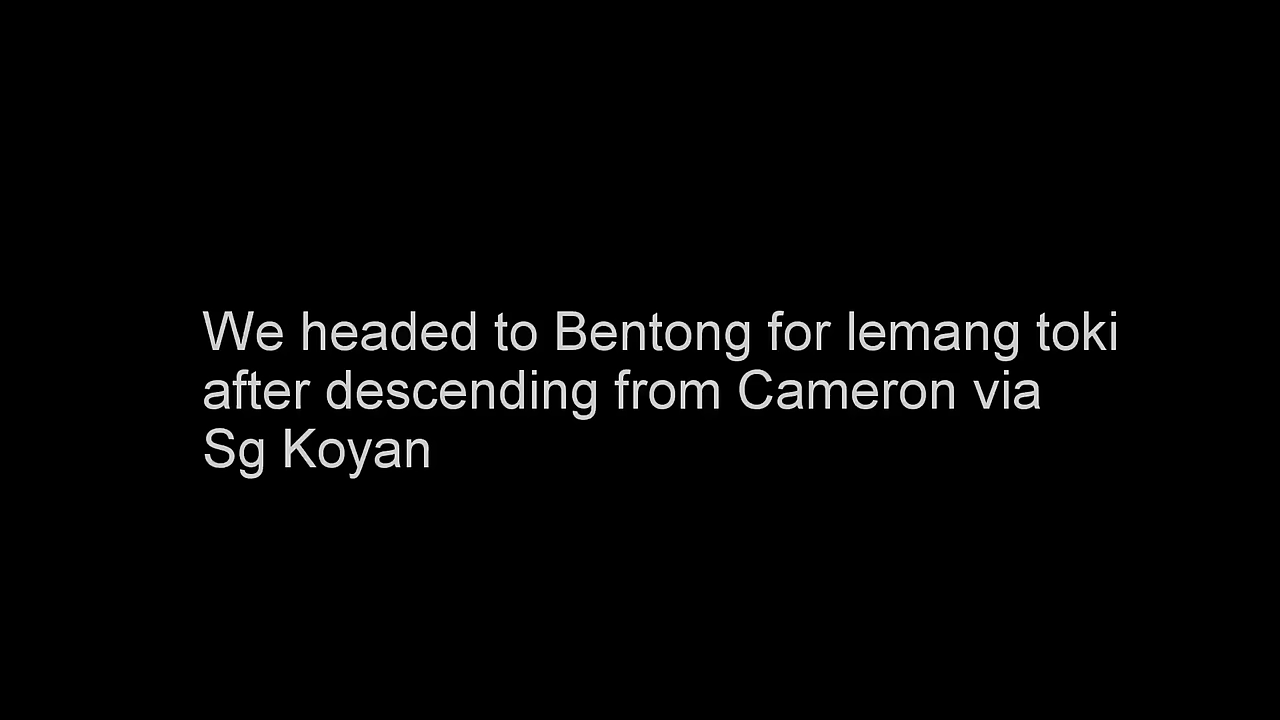 We headed to Bentong for lemang toki
after descending from Cameron via
Sg Koyan